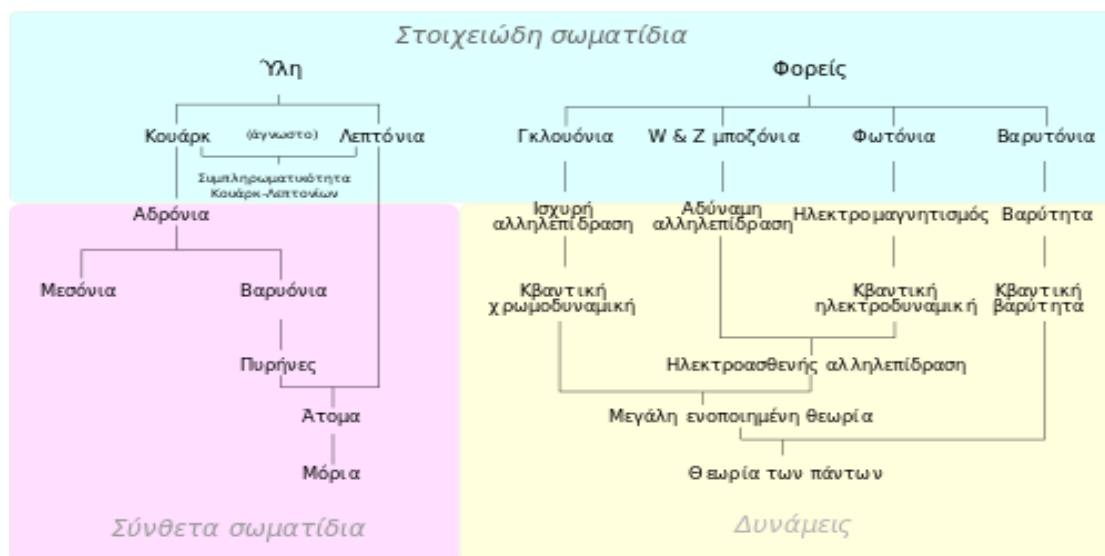 Στοιχειώδη σωματίδια
Ύλη
Φορείς
Κουάρκ
(άγνωστο)
Λεπτόνια
Γκλουόνια
W & Z μποζόνια
Φωτόνια
Βαρυτόνια
Συμπληρωματικότητα
Κουάρκ-Λεπτονίων
Αδρόνια
Ισχυρή
αλληλεπίδραση
Αδύναμη
αλληλεπίδραση
Ηλεκτρομαγνητισμός
Βαρύτητα
Μεσόνια
Βαρυόνια
Κβαντική
χρωμοδυναμική
Κβαντική
ηλεκτροδυναμική
Κβαντική
βαρύτητα
Πυρήνες
Ηλεκτροασθενής αλληλεπίδραση
Άτομα
Μεγάλη ενοποιημένη θεωρία
Μόρια
Θεωρία των πάντων
Σύνθετα σωματίδια
Δυνάμεις